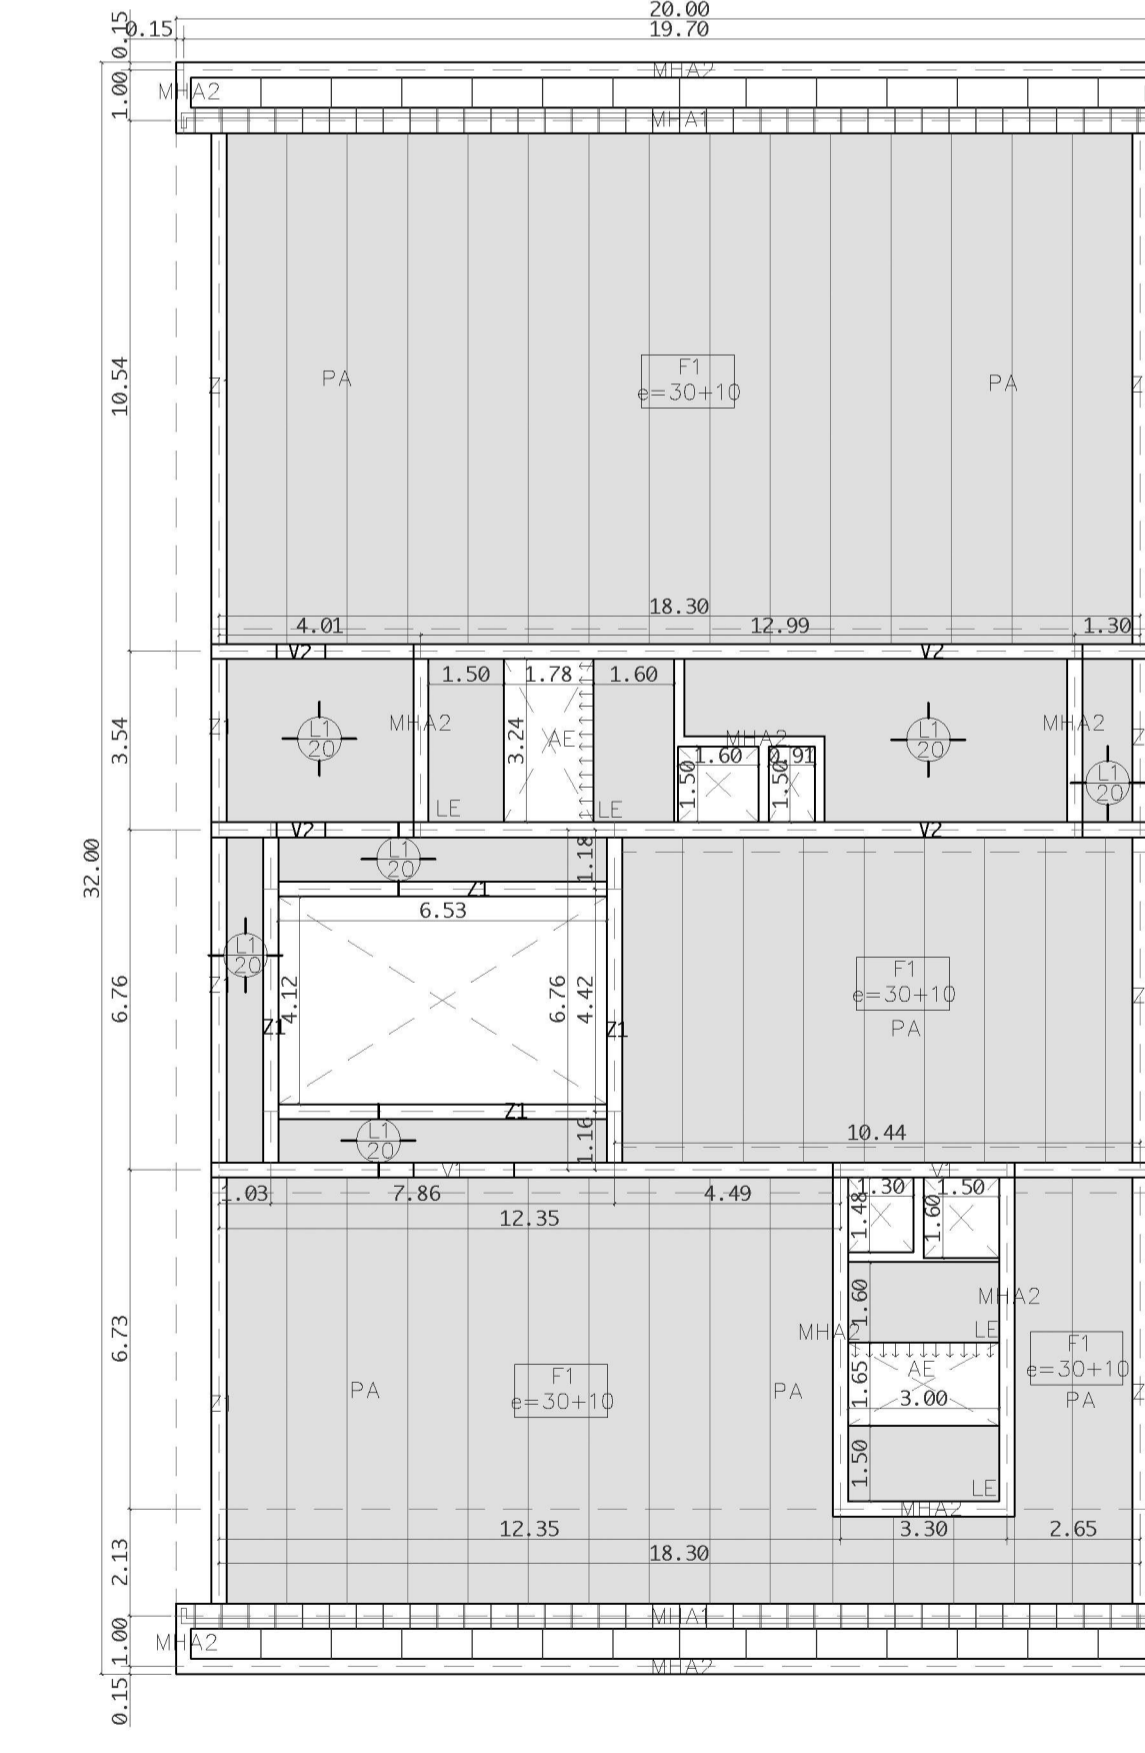 20.00
0.15
0.15
19.70
MHA2
MHA2
1.00
MHA1
10.54
Z1
PA
F1
e=30+10
PA
Z
18.30
4.01
12.99
1.30
V2
V2
1.50
1.78
1.60
Z1
L1
20
MHA2
3.24
AE
MHA2
L1
20
MHA2
Z
3.54
1.60
0.91
1.50
1.50
L1
20
LE
LE
V2
V2
32.00
L1
20
1.18
Z1
6.53
L1
20
Z1
4.12
6.76
4.42
6.76
F1
e=30+10
PA
Z
Z1
Z1
Z1
L1
20
1.16
10.44
V1
V1
1.03
7.86
4.49
1.48
1.30
1.60
1.50
12.35
1.60
MHA2
6.73
MHA2
LE
F1
e=30+10
PA
F1
e=30+10
PA
PA
1.65
AE
3.00
Z1
Z
1.50
LE
MHA2
12.35
3.30
2.65
18.30
2.13
MHA1
1.00
MHA2
MHA2
0.15